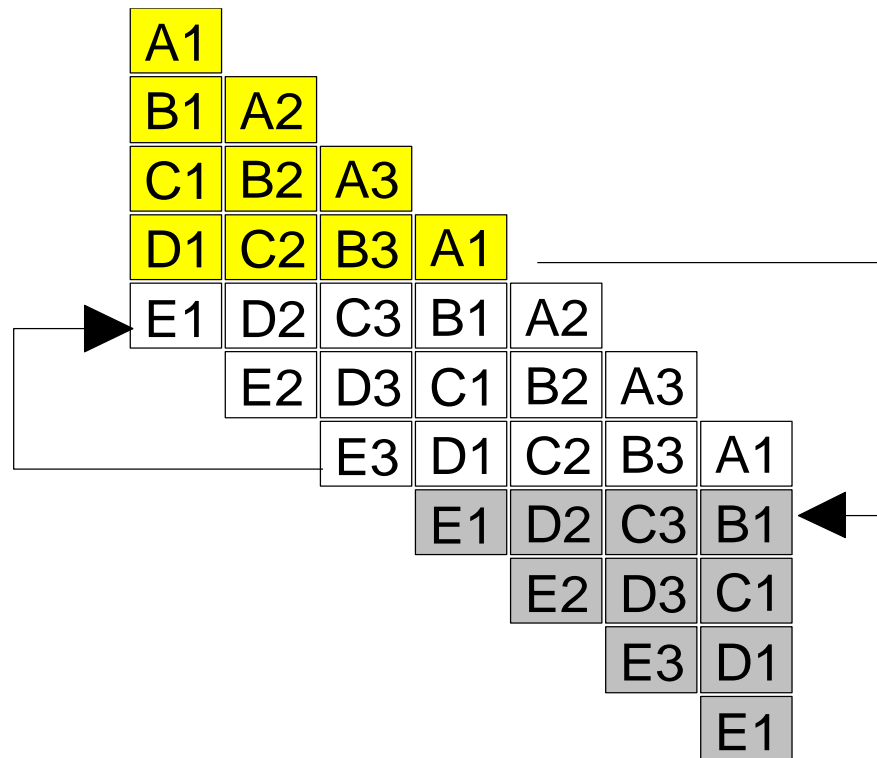 A1
B1 A2
C1 B2 A3
D1 C2 B3 A1
E1 D2 C3 B1 A2
E2 D3 C1 B2 A3
E3 D1 C2 B3 A1
E1 D2 C3 B1
E2 D3 C1
E3 D1
E1